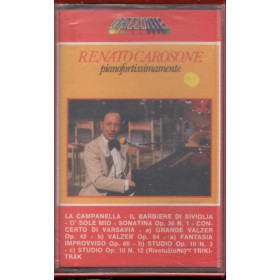 RENATO CAROSONE
pianofortissimamente
LA CAMPANELLA - IL BARBIERE DI SIVIGLIA
- O' SOLE MIO - SONATINA Op. 36 N. 1 - CON-
CERTO DI VARSAVIA - a) GRANDE VALZER
Op. 42 - b) VALZER Op. 64 - a) FANTASIA
IMPROVVISO Op. 66 - b) STUDIO Op. 10 N. 3
- c) STUDIO Op. 10 N. 12 (Rivoluzione) - TRIKI-
TRAK